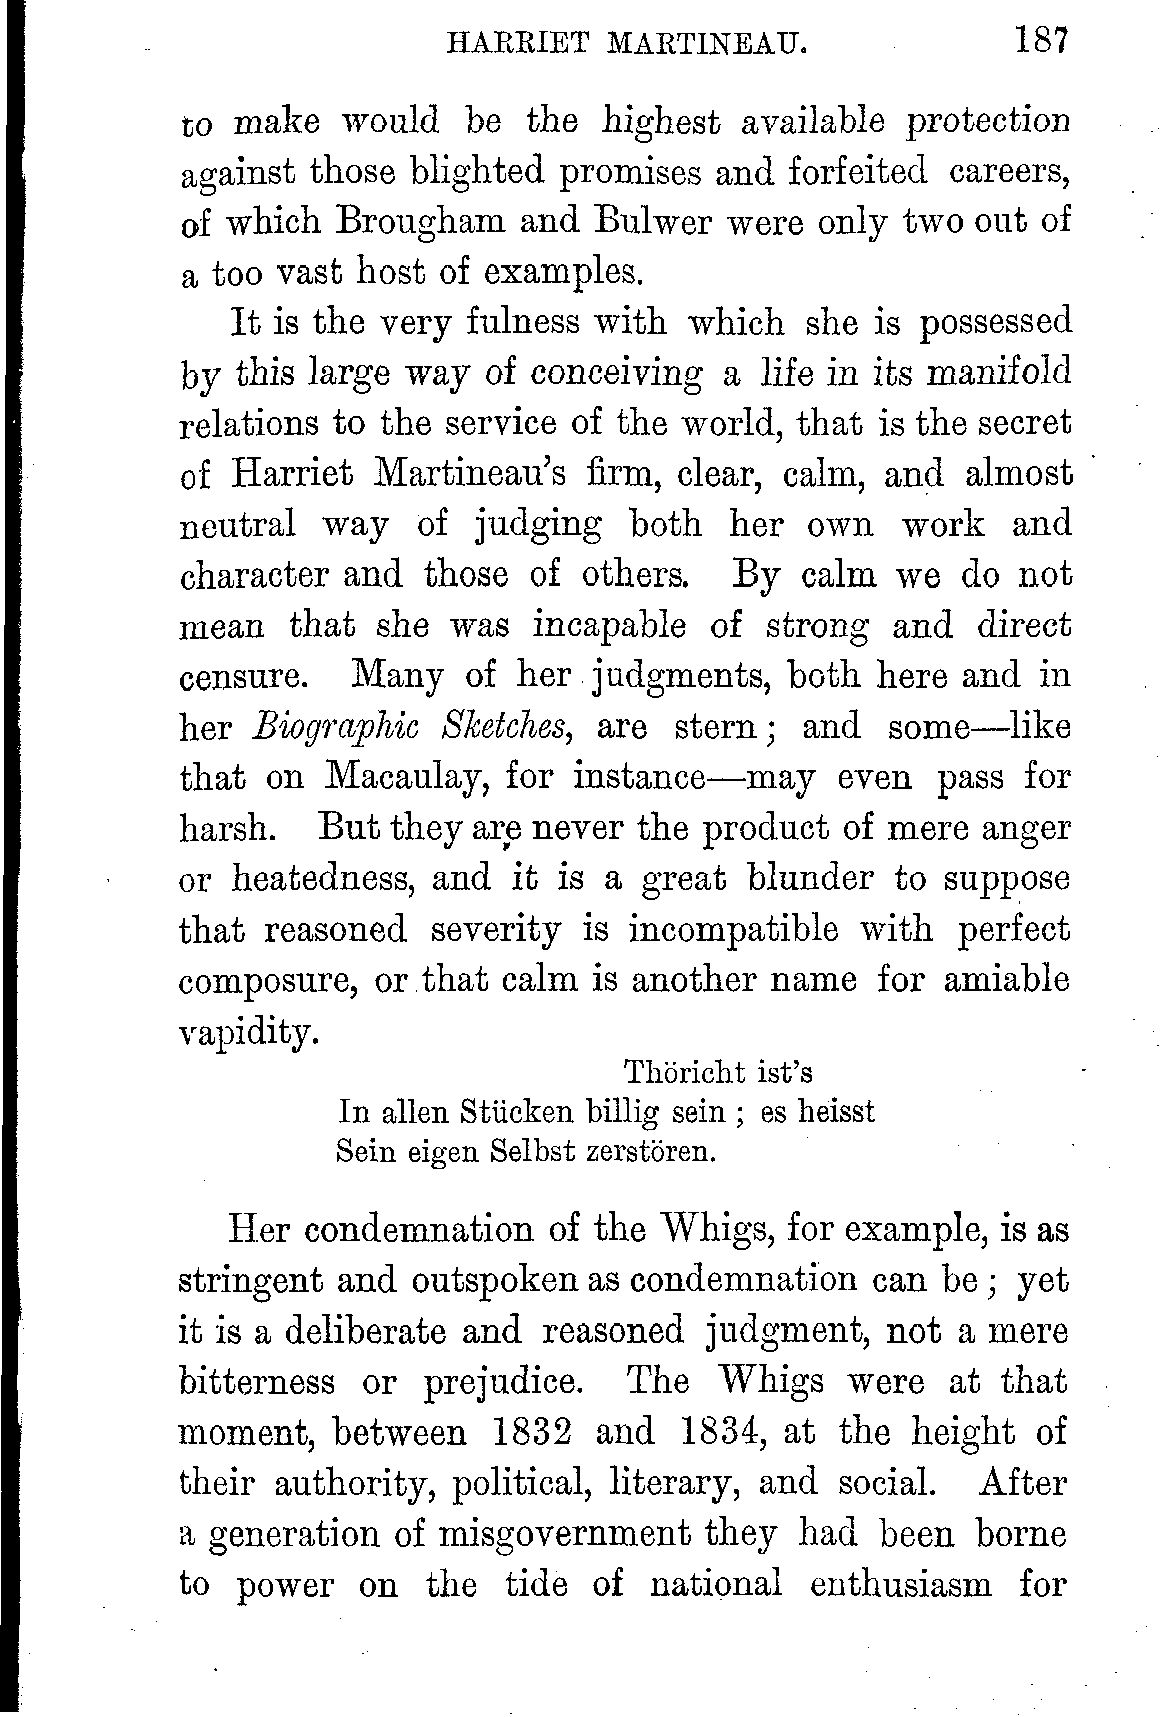 HARRIET MARTINEAU. 187
to make would be the highest available protection
against those blighted promises and forfeited careers,
of which Brougham and Bulwer were only two out of
a too vast host of examples.
It is the very fulness with which she is possessed
by this large way of conceiving a life in its manifold
relations to the service of the world, that is the secret
of Harriet Martineau's firm, clear, calm, and almost
neutral way of judging both her own work and
character and those of others. By calm we do not
mean that she was incapable of strong and direct
censure. Many of her judgments, both here and in
her Biographic Sketches, are stern; and some—like
that on Macaulay, for instance—may even pass for
harsh. But they are never the product of mere anger
or heatedness, and it is a great blunder to suppose
that reasoned severity is incompatible with perfect
composure, or that calm is another name for amiable
vapidity.
Thöricht ist's
In allen Stücken billig sein; es heisst
Sein eigen Selbst zerstören.
Her condemnation of the Whigs, for example, is as
stringent and outspoken as condemnation can be; yet
it is a deliberate and reasoned judgment, not a mere
bitterness or prejudice. The Whigs were at that
moment, between 1832 and 1834, at the height of
their authority, political, literary, and social. After
a generation of misgovernment they had been borne
to power on the tide of national enthusiasm for